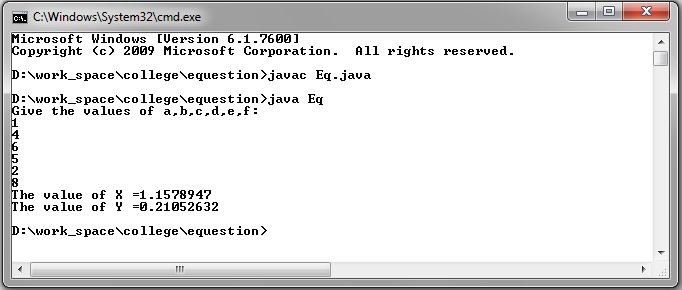 C:\Windows\System32\cmd.exe
Microsoft Windows [Version 6.1.7600]
Copyright (c) 2009 Microsoft Corporation.  All rights reserved.
D:\work_space\college\equestion>javac Eq.java
D:\work_space\college\equestion>java Eq
Give the values of a,b,c,d,e,f:
1
4
6
5
2
8
The value of X =1.1578947
The value of Y =0.21052632
D:\work_space\college\equestion>